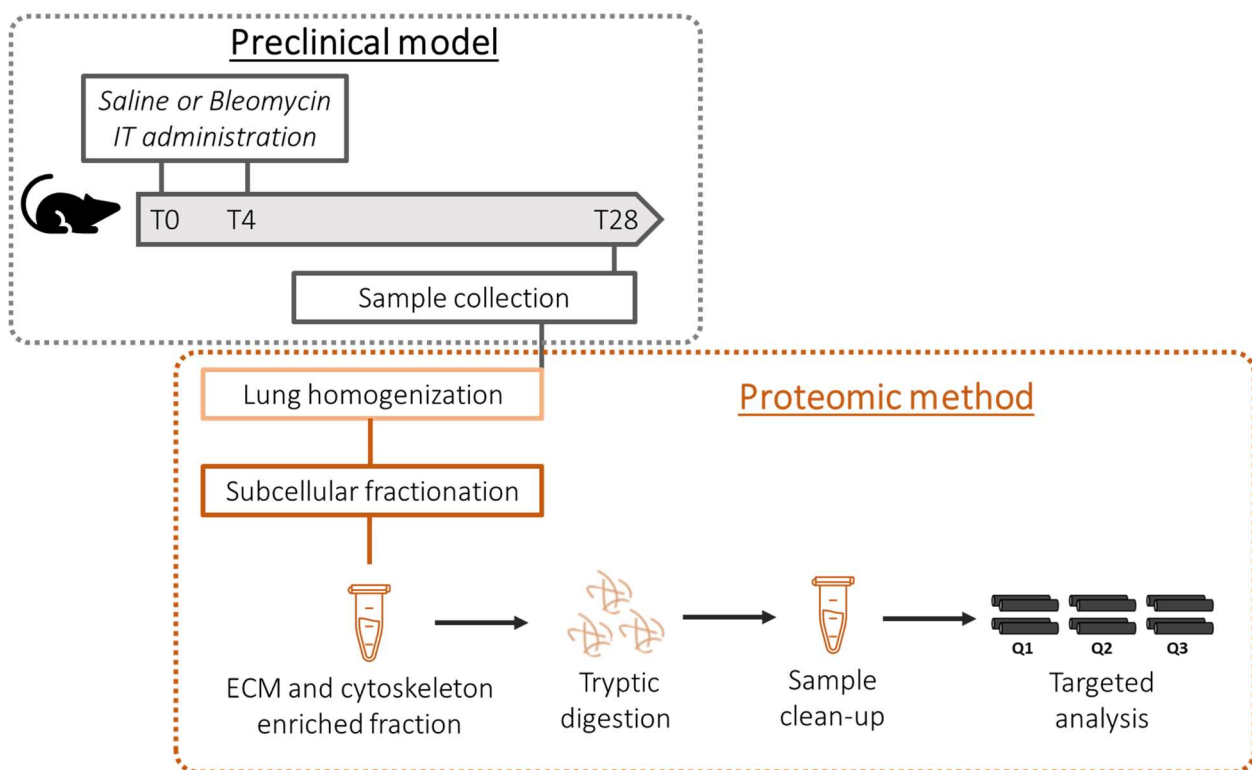 Preclinical model
Saline or Bleomycin
IT administration
T0
T4
T28
Sample collection
Lung homogenization
Proteomic method
Subcellular fractionation
ECM and cytoskeleton
enriched fraction
Tryptic
digestion
Sample
clean-up
Q1
Q2
Q3
Targeted
analysis